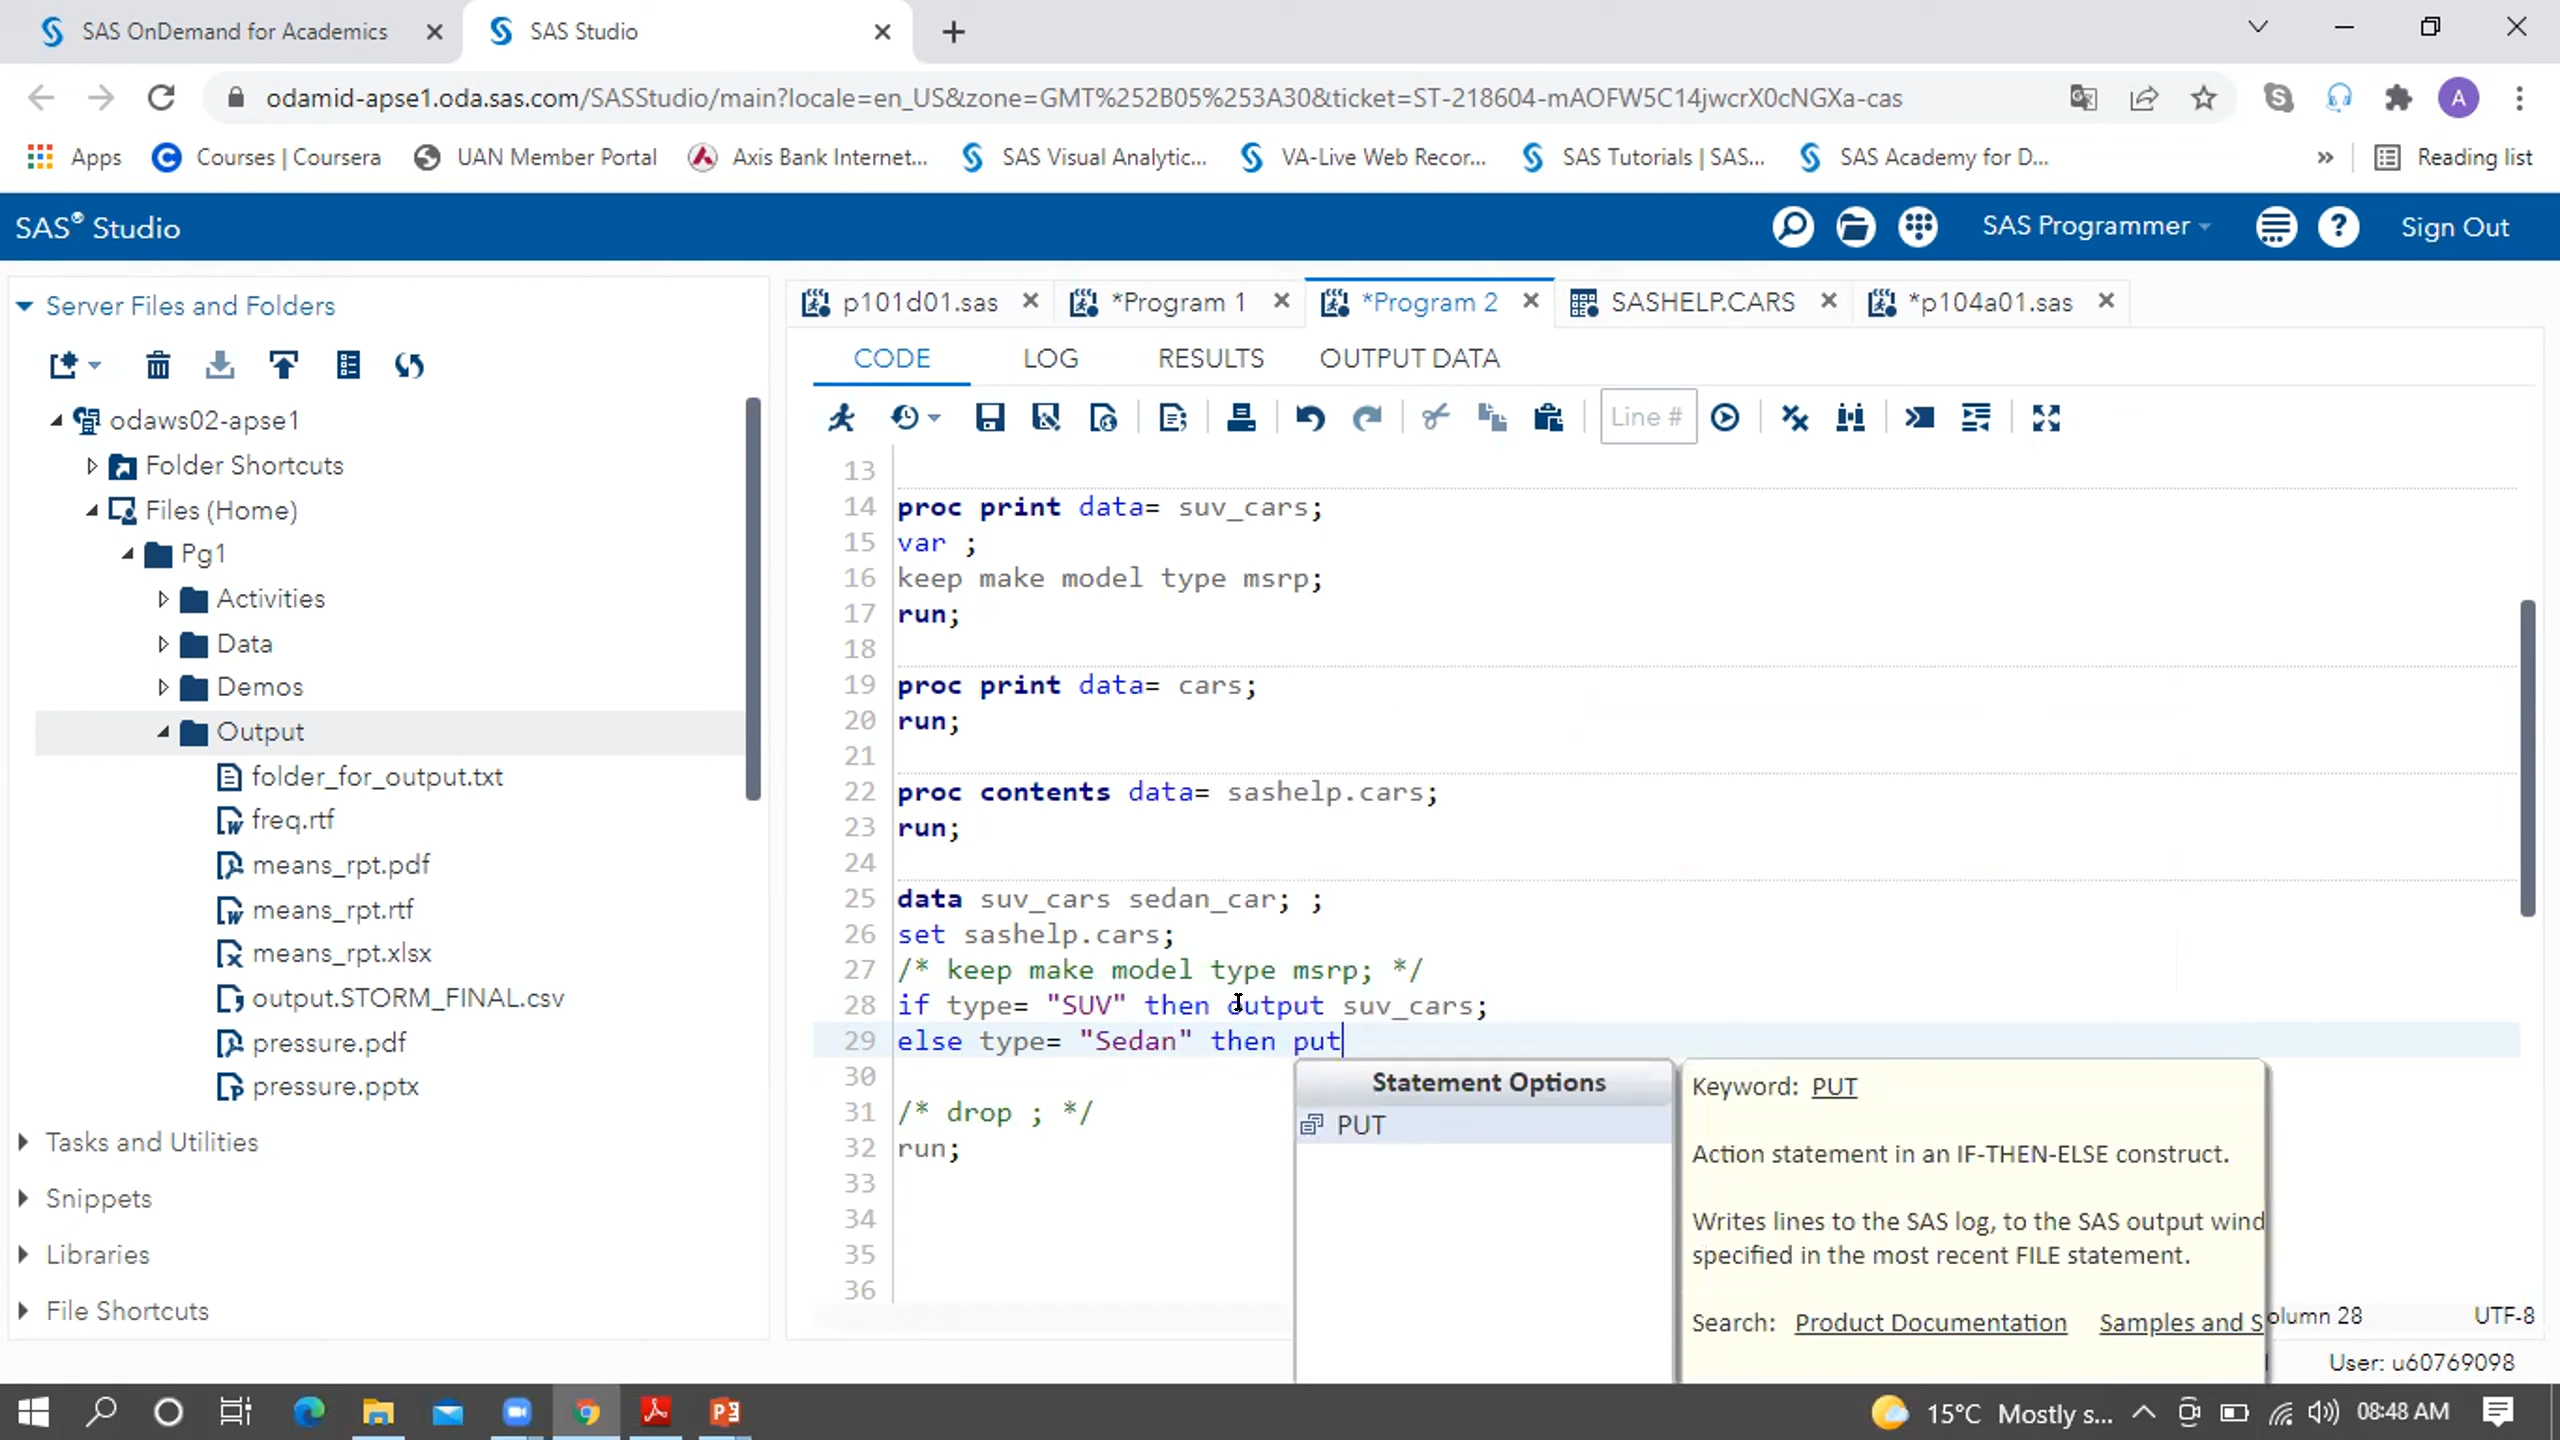 SAS OnDemand for Academics
SAS Studio
odamid-apse1.oda.sas.com/SASStudio/main?locale=en_US&zone=GMT%252B05%253A30&ticket=ST-218604-mAOFW5C14jwcrX0cNGXa-cas
A
Apps
Courses | Coursera
UAN Member Portal
Axis Bank Internet...
SAS Visual Analytic...
VA-Live Web Recor...
SAS Tutorials | SAS...
SAS Academy for D...
»
Reading list
SAS® Studio
SAS Programmer
Sign Out
Server Files and Folders
odaws02-apse1
Folder Shortcuts
Files (Home)
Pg1
Activities
Data
Demos
Output
folder_for_output.txt
freq.rtf
means_rpt.pdf
means_rpt.rtf
means_rpt.xlsx
output.STORM_FINAL.csv
pressure.pdf
pressure.pptx
Tasks and Utilities
Snippets
Libraries
File Shortcuts
p101d01.sas
*Program 1
*Program 2
SASHELP.CARS
*p104a01.sas
CODE LOG RESULTS OUTPUT DATA
Line #
13
14 proc print data= suv_cars;
15 var ;
16 keep make model type msrp;
17 run;
18
19 proc print data= cars;
20 run;
21
22 proc contents data= sashelp.cars;
23 run;
24
25 data suv_cars sedan_car; ;
26 set sashelp.cars;
27 /* keep make model type msrp; */
28 if type= "SUV" then output suv_cars;
29 else type= "Sedan" then put
30
31 /* drop ; */
32 run;
33
34
35
36
Statement Options
PUT
Keyword: PUT
Action statement in an IF-THEN-ELSE construct.
Writes lines to the SAS log, to the SAS output wind
specified in the most recent FILE statement.
Search: Product Documentation Samples and S
olumn 28
UTF-8
User: u60769098
15°C Mostly s...
08:48 AM